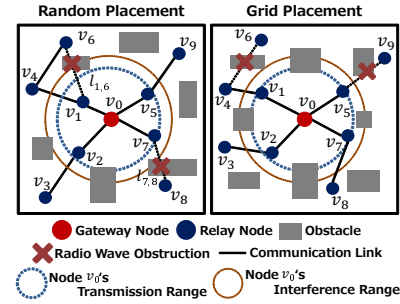 Random Placement
Grid Placement
v6
v9
v4
l1,6
v1
v0
v5
v7
v2
v3
l7,8
v8
v6
v9
v4
v1
v0
v5
v7
v2
v3
v8
Gateway Node
Relay Node
Obstacle
Radio Wave Obstruction
Communication Link
Node v0's
Transmission Range
Node v0's
Interference Range